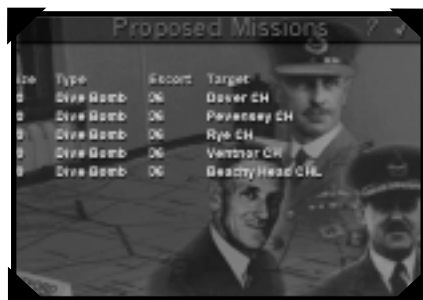 Proposed Missions ? ✓
Type Escort Target
Dive Bomb 06 Dover CH
Dive Bomb 06 Pevensey CH
Dive Bomb 06 Rye CH
Dive Bomb 06 Ventnor CH
Dive Bomb 06 Beachy Head CHL